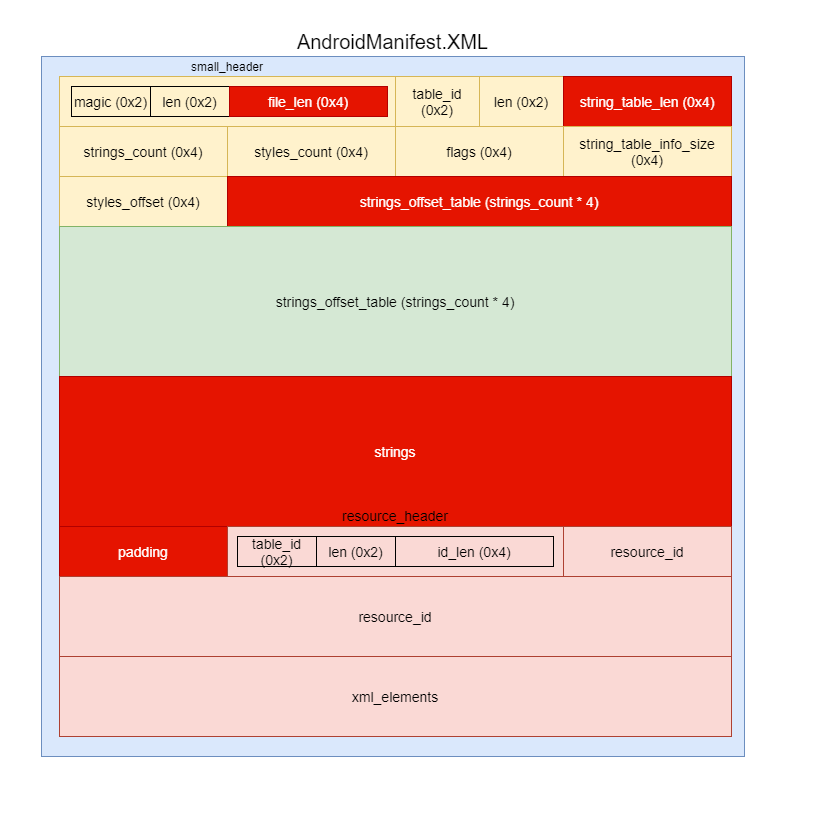 AndroidManifest.XML
small_header
magic (0x2)
len (0x2)
file_len (0x4)
table_id
(0x2)
len (0x2)
string_table_len (0x4)
strings_count (0x4)
styles_count (0x4)
flags (0x4)
string_table_info_size
(0x4)
styles_offset (0x4)
strings_offset_table (strings_count * 4)
strings_offset_table (strings_count * 4)
strings
resource_header
padding
table_id
(0x2)
len (0x2)
id_len (0x4)
resource_id
resource_id
xml_elements